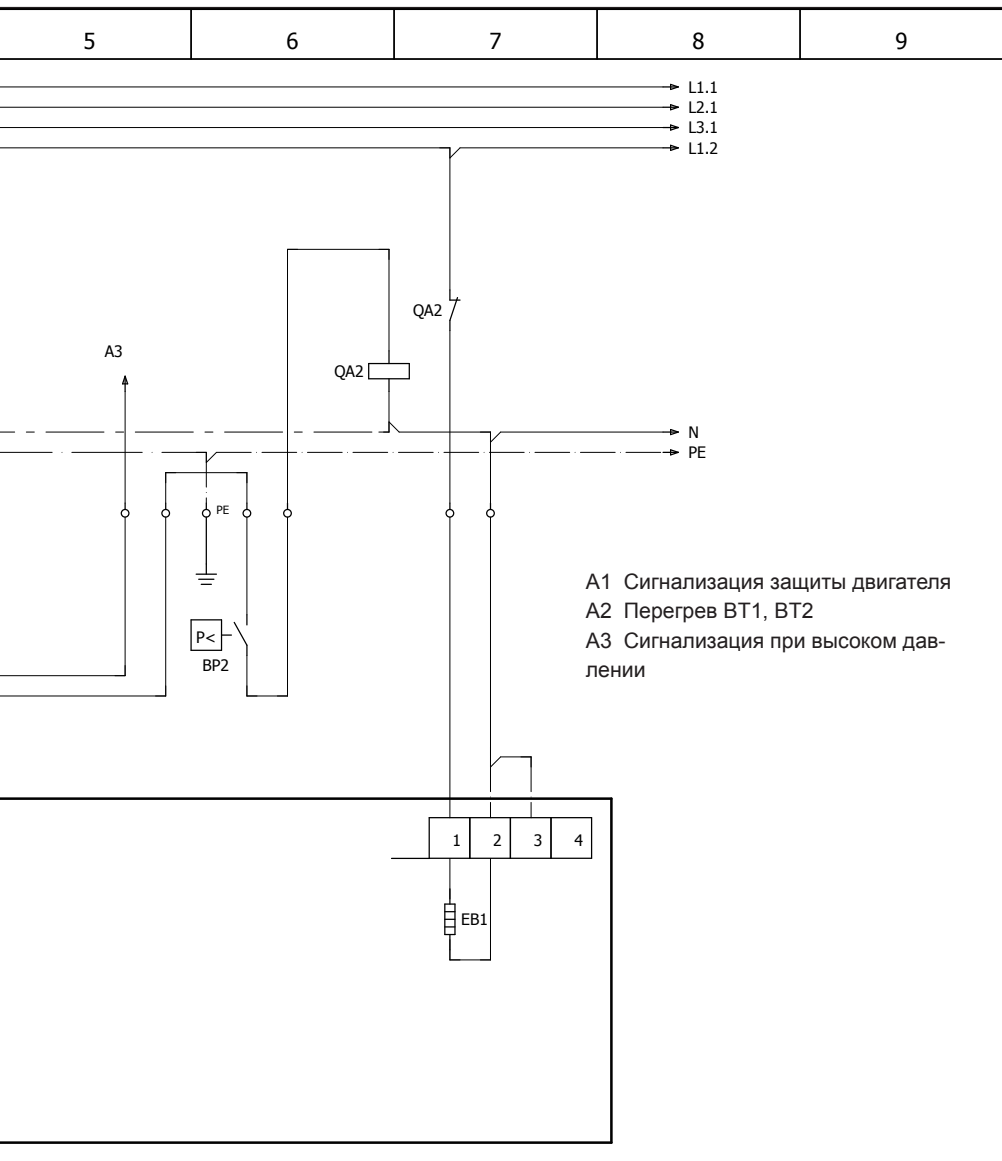 5 6 7 8 9
L1.1
L2.1
L3.1
L1.2
QA2
A3
QA2
N
PE
PE
A1 Сигнализация защиты двигателя
A2 Перегрев BT1, BT2
A3 Сигнализация при высоком дав-
лении
P<
BP2
1 2 3 4
EB1